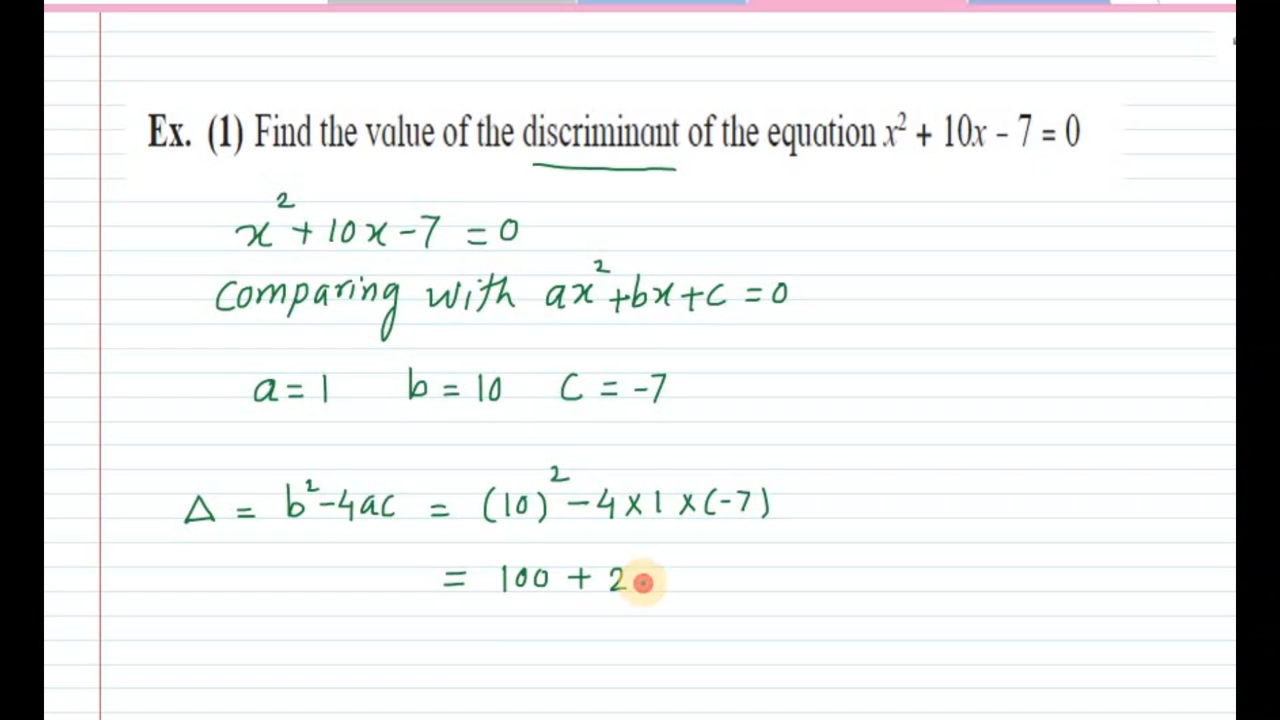 Ex. (1) Find the value of the discriminant of the equation x² + 10x – 7 = 0
x² + 10x – 7 = 0
Comparing with ax² + bx + c = 0
a = 1 b = 10 c = -7
Δ = b² – 4ac = (10)² – 4 × 1 × (-7)
= 100 + 2